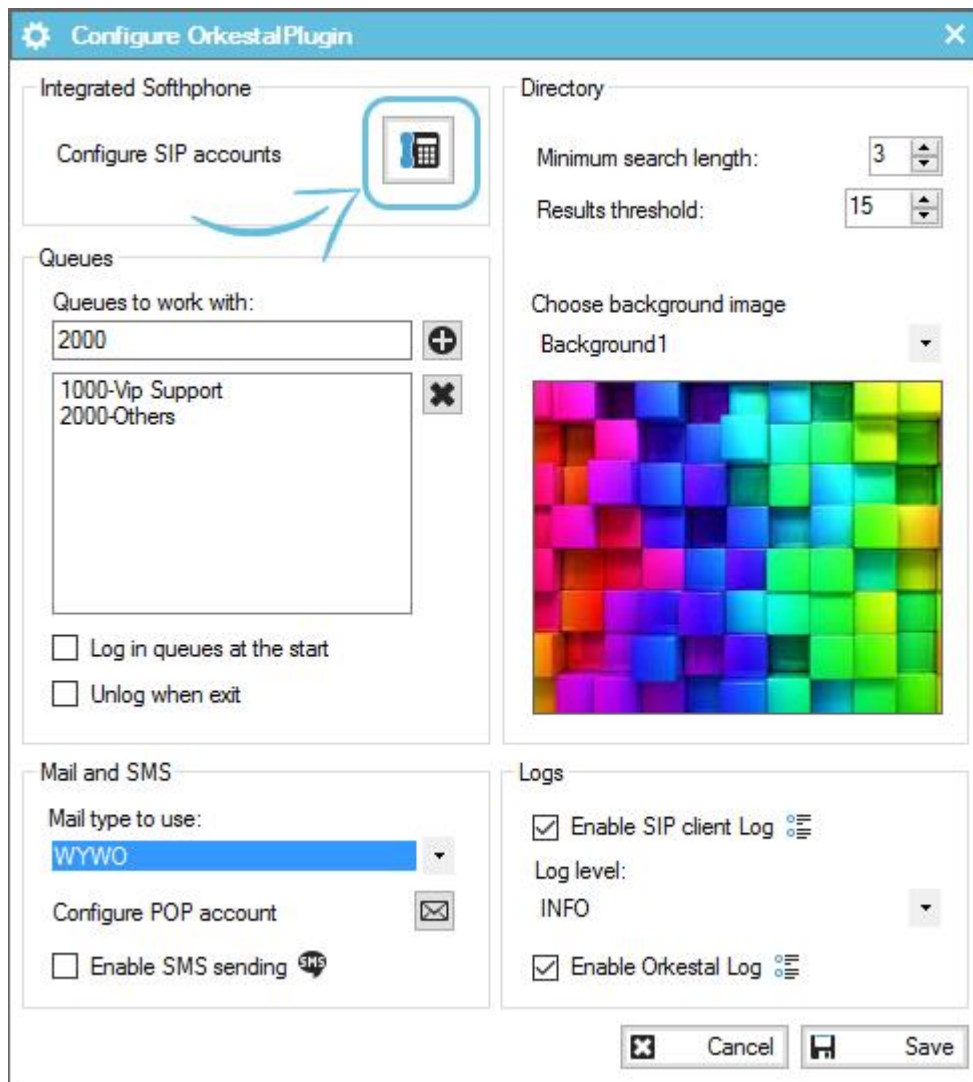 Configure OrkestalPlugin
Integrated Softhphone
Configure SIP accounts
Queues
Queues to work with:
2000
1000-Vip Support
2000-Others
Log in queues at the start
Unlog when exit
Mail and SMS
Mail type to use:
WYWO
Configure POP account
Enable SMS sending SMS
Directory
Minimum search length: 3
Results threshold: 15
Choose background image
Background1
Logs
Enable SIP client Log
Log level:
INFO
Enable Orkestal Log
Cancel Save